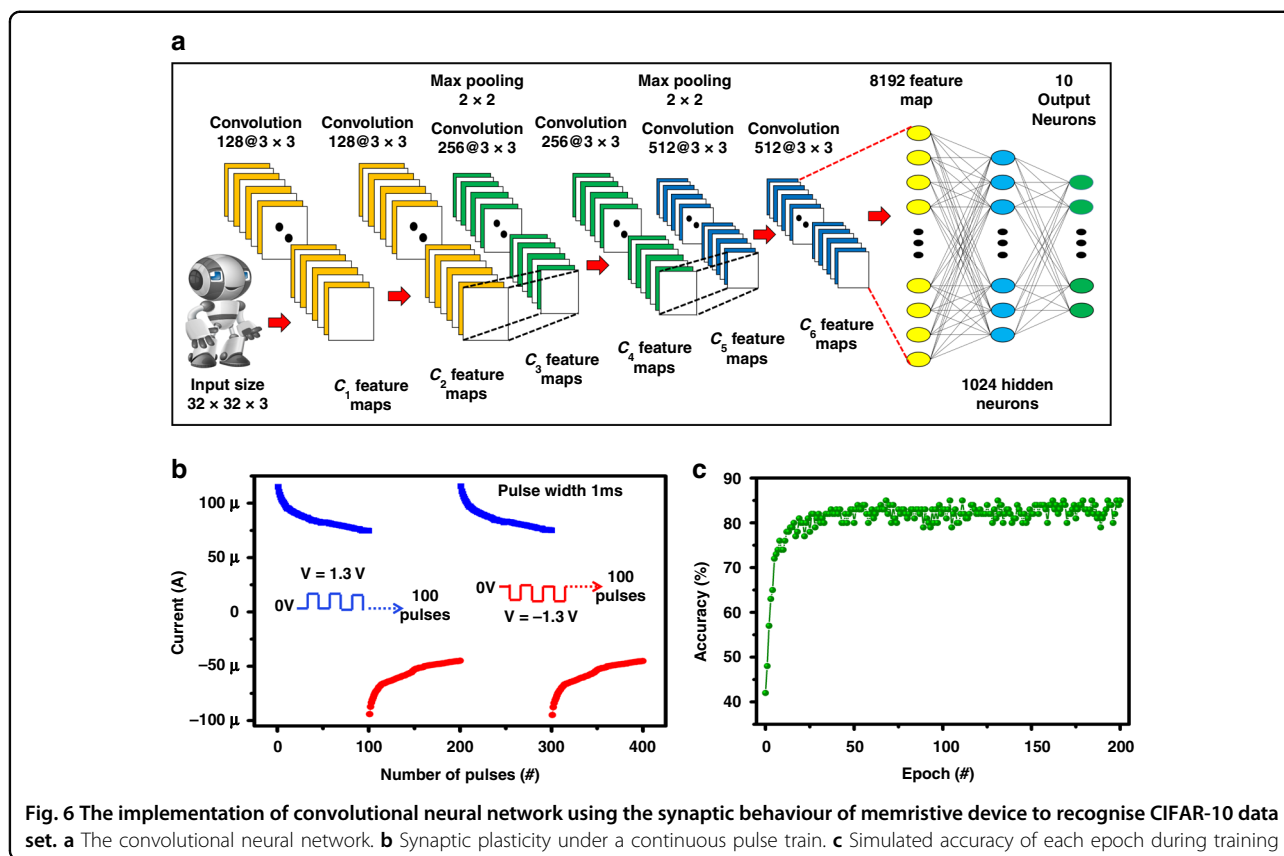 a
Max pooling
2 × 2
Max pooling
2 × 2
8192 feature
map
10
Output
Neurons
Convolution
128@3 × 3
Convolution
128@3 × 3
Convolution
256@3 × 3
Convolution
256@3 × 3
Convolution
512@3 × 3
Convolution
512@3 × 3
Input size
32 × 32 × 3
C1 feature
maps
C2 feature
maps
C3 feature
maps
C4 feature
maps
C5 feature
maps
C6 feature
maps
1024 hidden
neurons
b
Current (A)
100 μ
50 μ
0
−50 μ
−100 μ
Pulse width 1ms
V = 1.3 V
0V
100
pulses
0V
100
pulses
V = −1.3 V
0
100
200
300
400
Number of pulses (#)
c
Accuracy (%)
90
80
70
60
50
40
0
50
100
150
200
Epoch (#)
Fig. 6 The implementation of convolutional neural network using the synaptic behaviour of memristive device to recognise CIFAR-10 data
set. a The convolutional neural network. b Synaptic plasticity under a continuous pulse train. c Simulated accuracy of each epoch during training